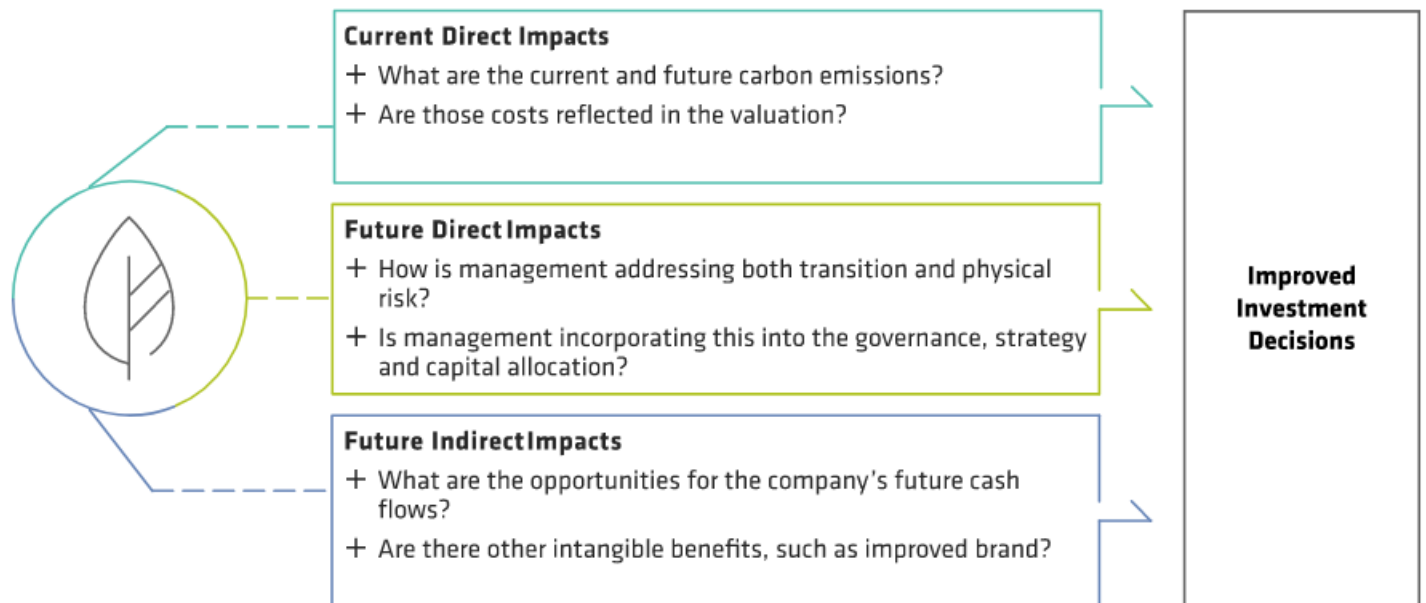 Current Direct Impacts
+ What are the current and future carbon emissions?
+ Are those costs reflected in the valuation?
Future Direct Impacts
+ How is management addressing both transition and physical
risk?
+ Is management incorporating this into the governance, strategy
and capital allocation?
Future Indirect Impacts
+ What are the opportunities for the company’s future cash
flows?
+ Are there other intangible benefits, such as improved brand?
Improved
Investment
Decisions